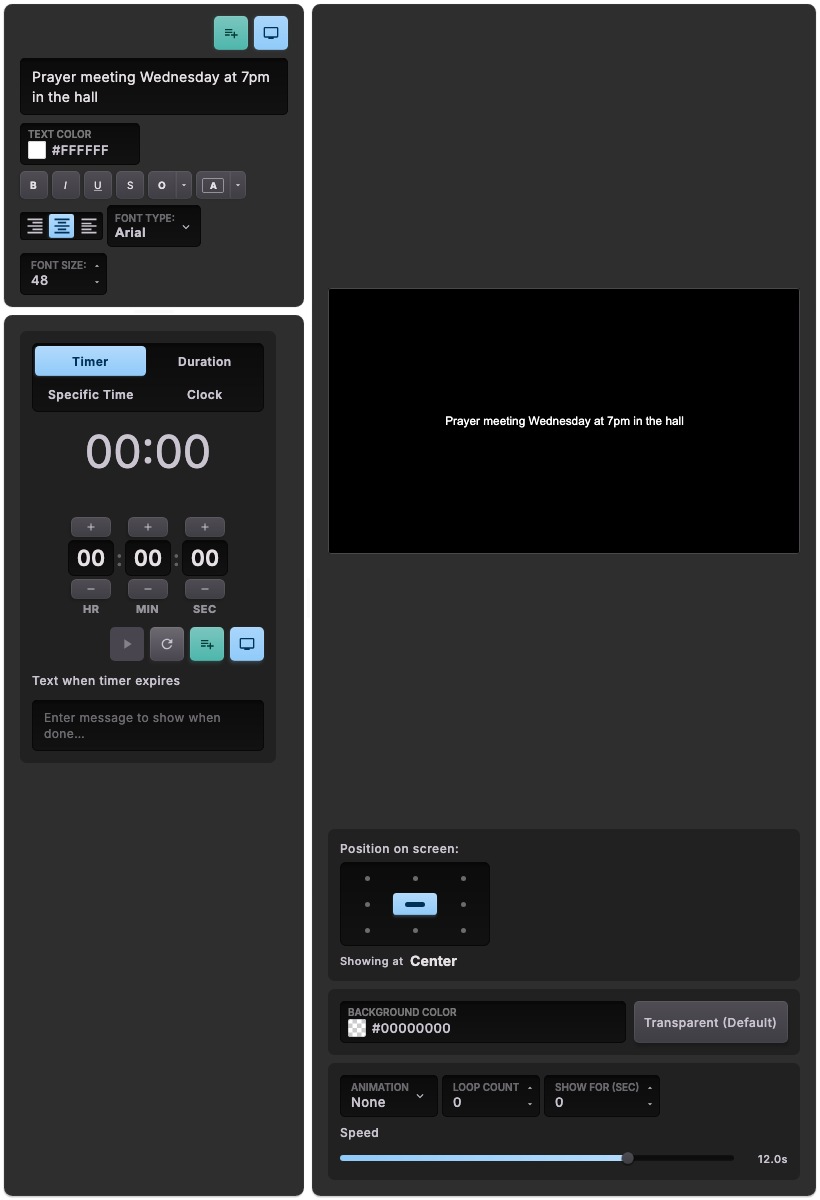 Prayer meeting Wednesday at 7pm
in the hall
TEXT COLOR
#FFFFFF
B I U S O A
FONT TYPE:
Arial
FONT SIZE:
48
Timer Duration
Specific Time Clock
00:00
+ + +
00 : 00 : 00
− − −
HR MIN SEC
Text when timer expires
Enter message to show when
done...
Prayer meeting Wednesday at 7pm in the hall
Position on screen:
Showing at Center
BACKGROUND COLOR
#00000000
Transparent (Default)
ANIMATION LOOP COUNT SHOW FOR (SEC)
None 0 0
Speed
12.0s